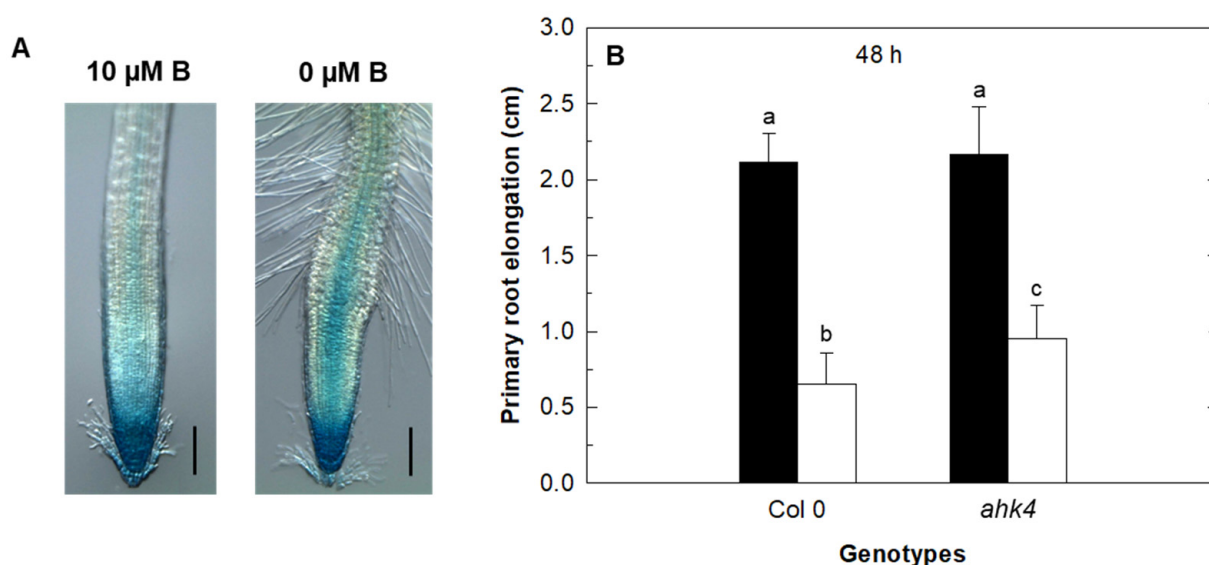 A
10 µM B
0 µM B
B
48 h
Primary root elongation (cm)
3.0
2.5
2.0
1.5
1.0
0.5
0.0
a
b
a
c
Col 0
ahk4
Genotypes